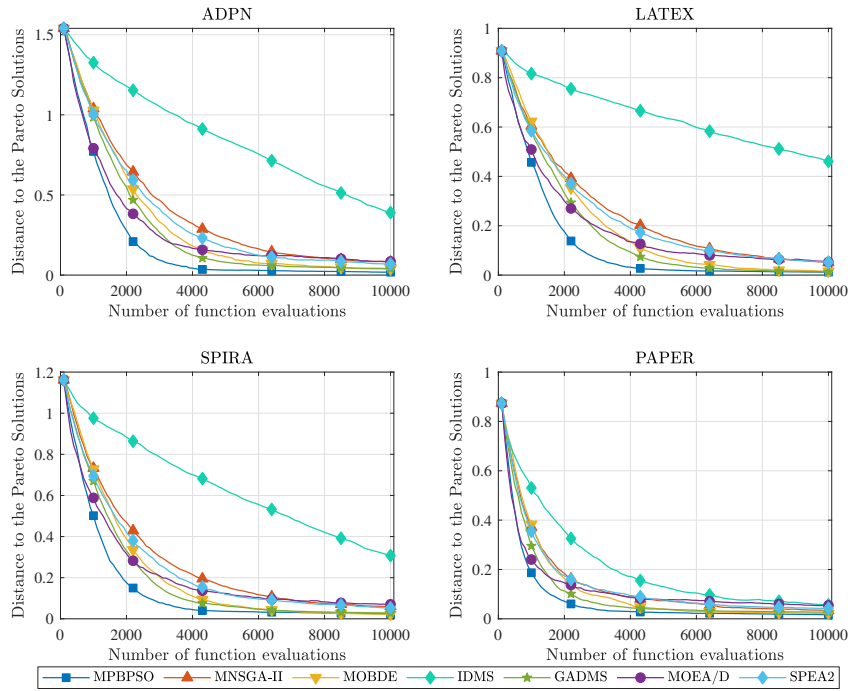 ADPN
Distance to the Pareto Solutions
1.5
1
0.5
0
0 2000 4000 6000 8000 10000
Number of function evaluations
LATEX
Distance to the Pareto Solutions
1
0.8
0.6
0.4
0.2
0
0 2000 4000 6000 8000 10000
Number of function evaluations
SPIRA
Distance to the Pareto Solutions
1.2
1
0.8
0.6
0.4
0.2
0
0 2000 4000 6000 8000 10000
Number of function evaluations
PAPER
Distance to the Pareto Solutions
1
0.8
0.6
0.4
0.2
0
0 2000 4000 6000 8000 10000
Number of function evaluations
MPBPSO MNSGA-II MOBDE IDMS GADMS MOEA/D SPEA2